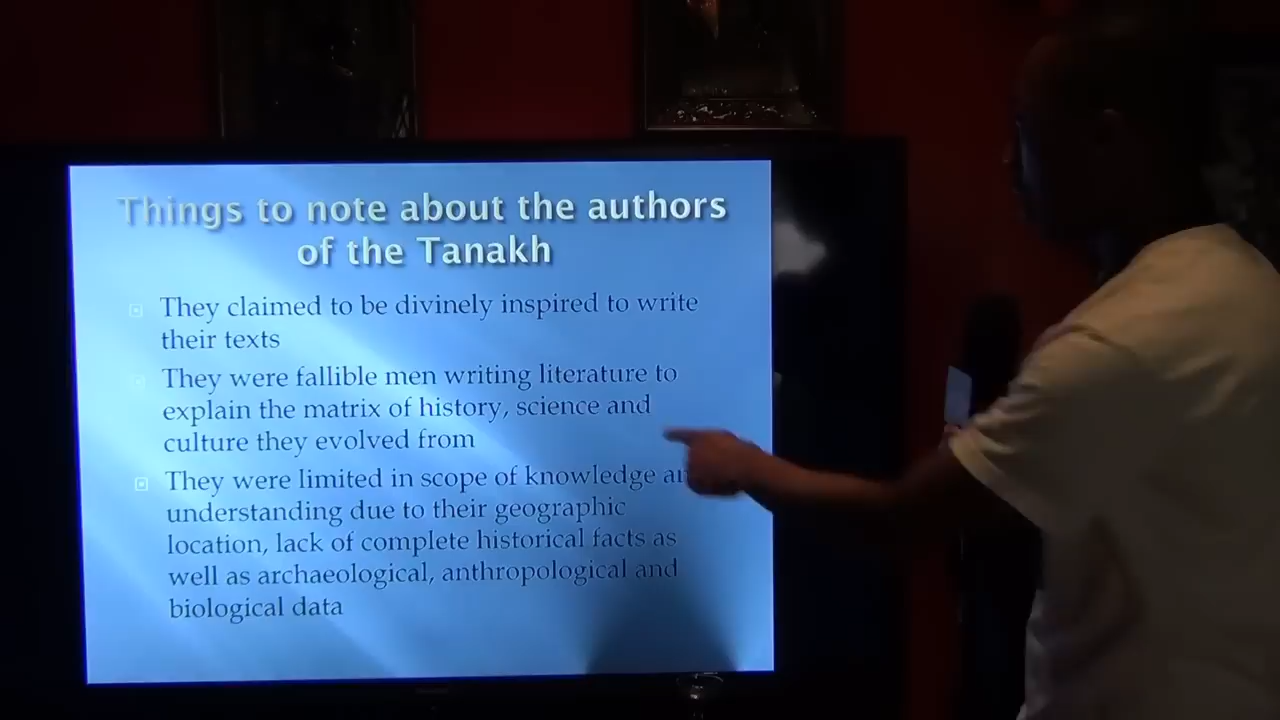 Things to note about the authors
of the Tanakh
They claimed to be divinely inspired to write
their texts
They were fallible men writing literature to
explain the matrix of history, science and
culture they evolved from
They were limited in scope of knowledge an
understanding due to their geographic
location, lack of complete historical facts as
well as archaeological, anthropological and
biological data